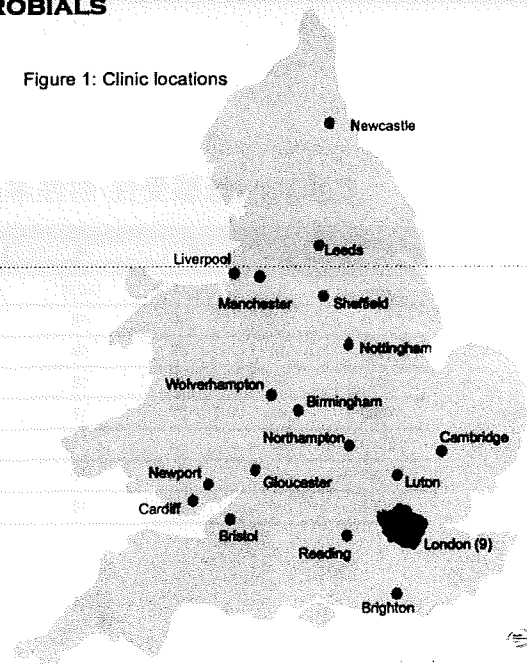 ROBIALS
Figure 1: Clinic locations
Newcastle
Leeds
Liverpool
Manchester
Sheffield
Nottingham
Wolverhampton
Birmingham
Northampton
Cambridge
Newport
Gloucester
Luton
Cardiff
Bristol
Reading
London (9)
Brighton